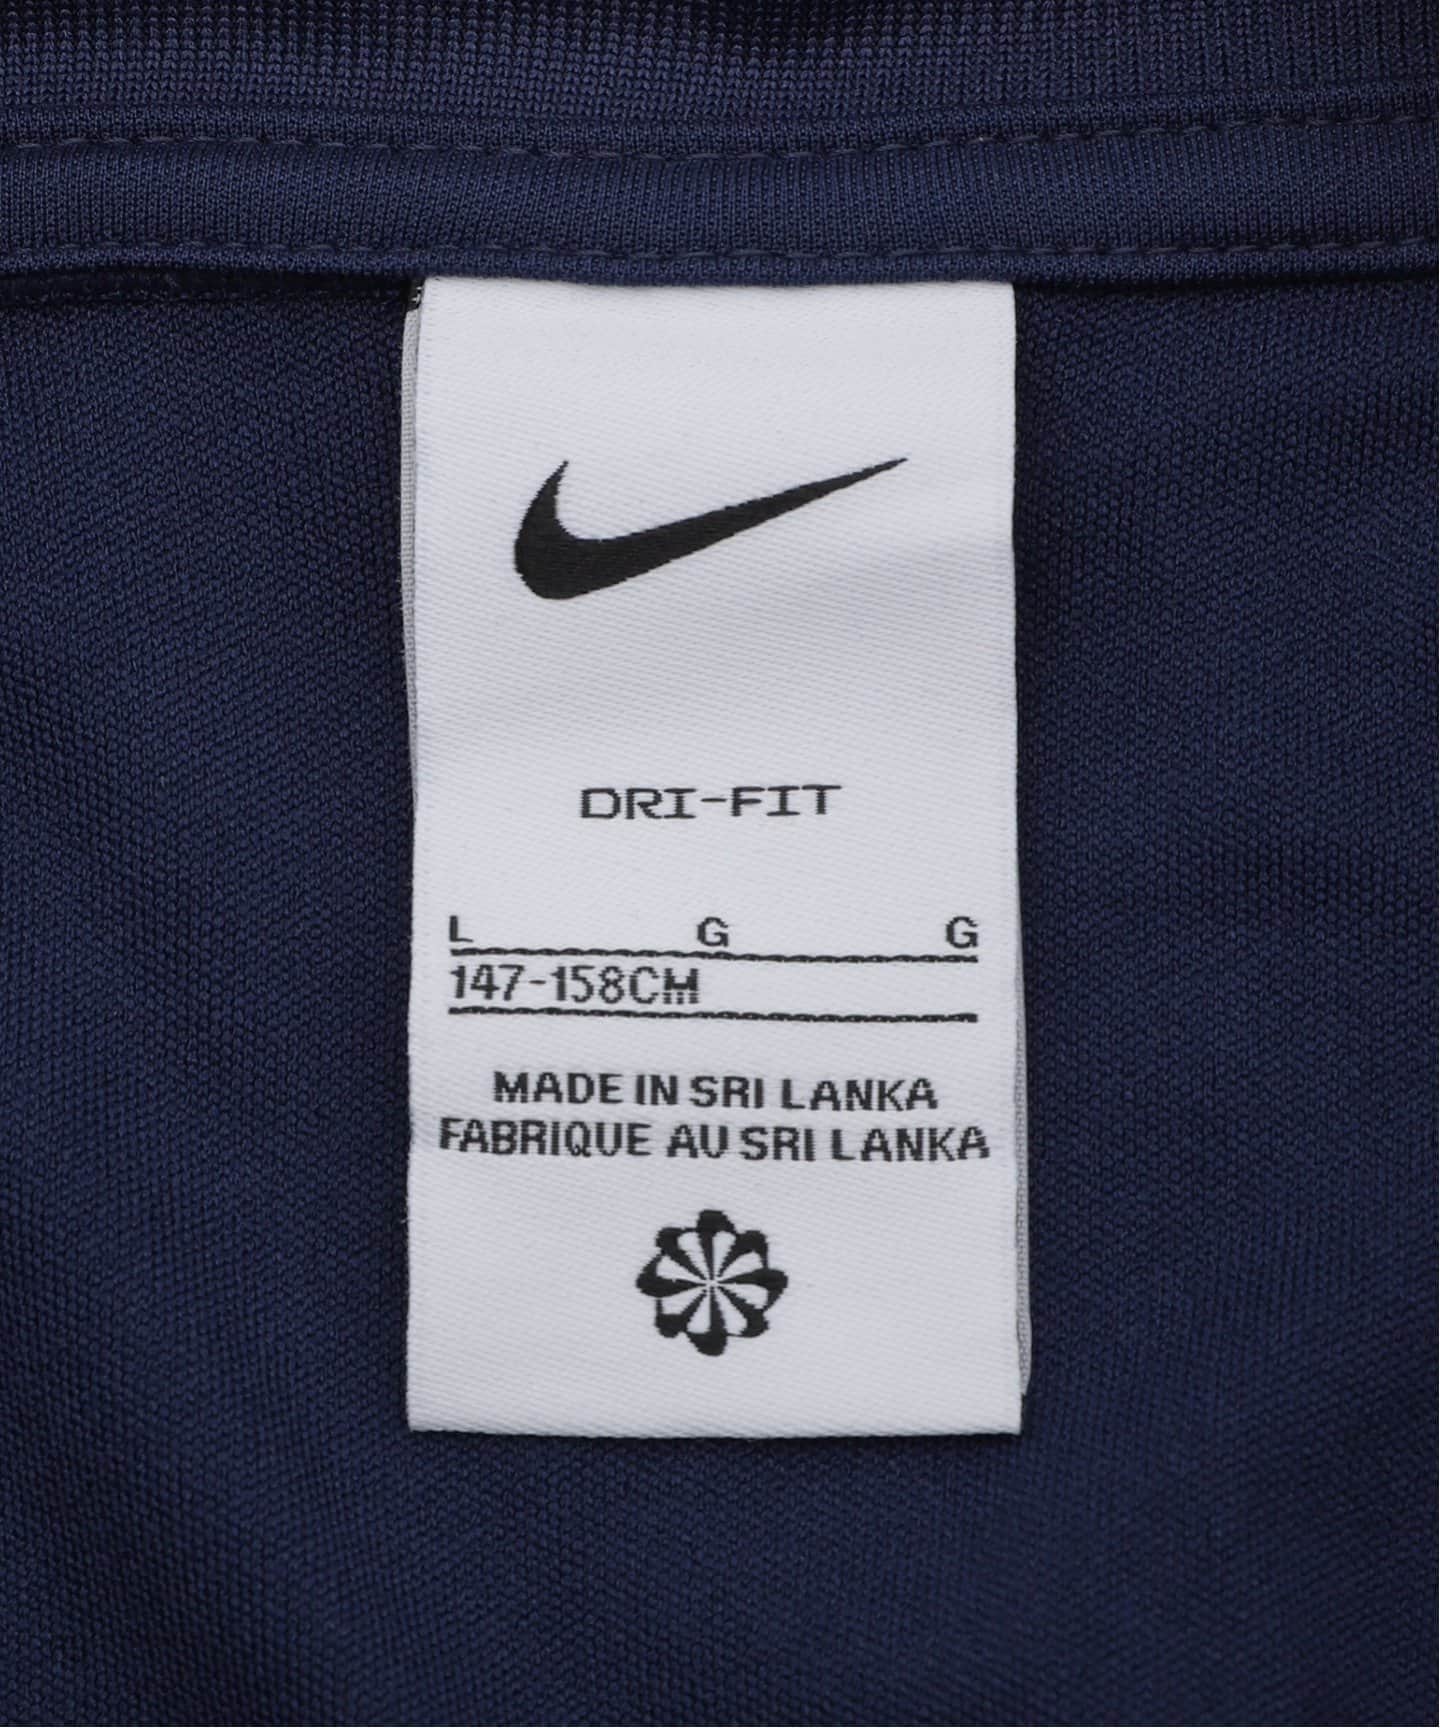 DRI-FIT
L G G
147-158CM
MADE IN SRI LANKA
FABRIQUE AU SRI LANKA